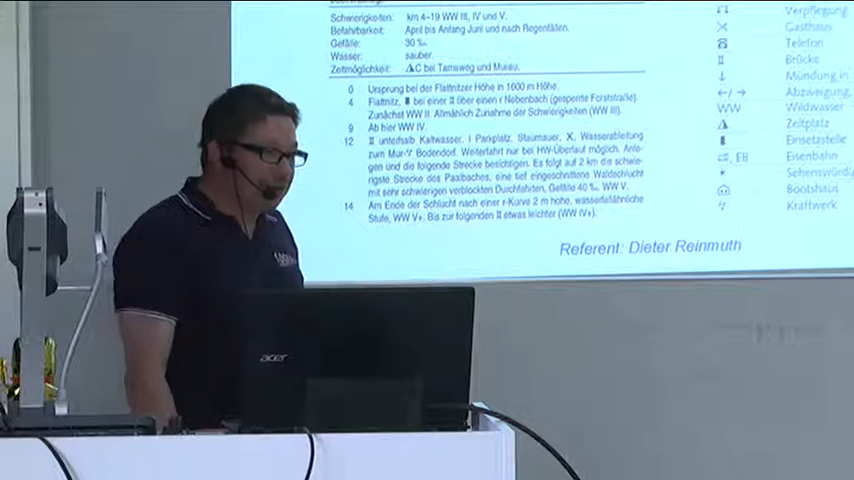 Schwierigkeiten: km 4–19 WW III, IV und V.
Befahrbarkeit: April bis Anfang Juni und nach Regenfällen.
Gefälle: 30 ‰.
Wasser: sauber.
Zeltmöglichkeit: C bei Tamsweg und Murau.
0 Ursprung bei der Flattnitzer Höhe in 1600 m Höhe.
4 Flattnitz, bei einer über einen r Nebenbach (gesperrte Forststraße).
Zunächst WW II. Allmählich Zunahme der Schwierigkeiten (WW III).
9 Ab hier WW IV.
12 unterhalb Kaltwasser. l Parkplatz. Staumauer, Wasserableitung
zum Mur- Bodendorf. Weiterfahrt nur bei HW-Überlauf möglich. Anle-
gen und die folgende Strecke besichtigen. Es folgt auf 2 km die schwie-
rigste Strecke des Paalbaches, eine tief eingeschnittene Waldschlucht
mit sehr schwierigen verblockten Durchfahrten, Gefälle 40 ‰. WW V.
14 Am Ende der Schlucht nach einer r-Kurve 2 m hohe, wasserfallähnliche
Stufe, WW V+. Bis zur folgenden etwas leichter (WW IV+).
Verpflegung
Gasthaus
Telefon
Brücke
Mündung in
Abzweigung,
WW Wildwasser
Zeltplatz
Einsetzstelle
, EB Eisenbahn
Sehenswürdi
Bootshaus
Kraftwerk
Referent: Dieter Reinmuth
acer